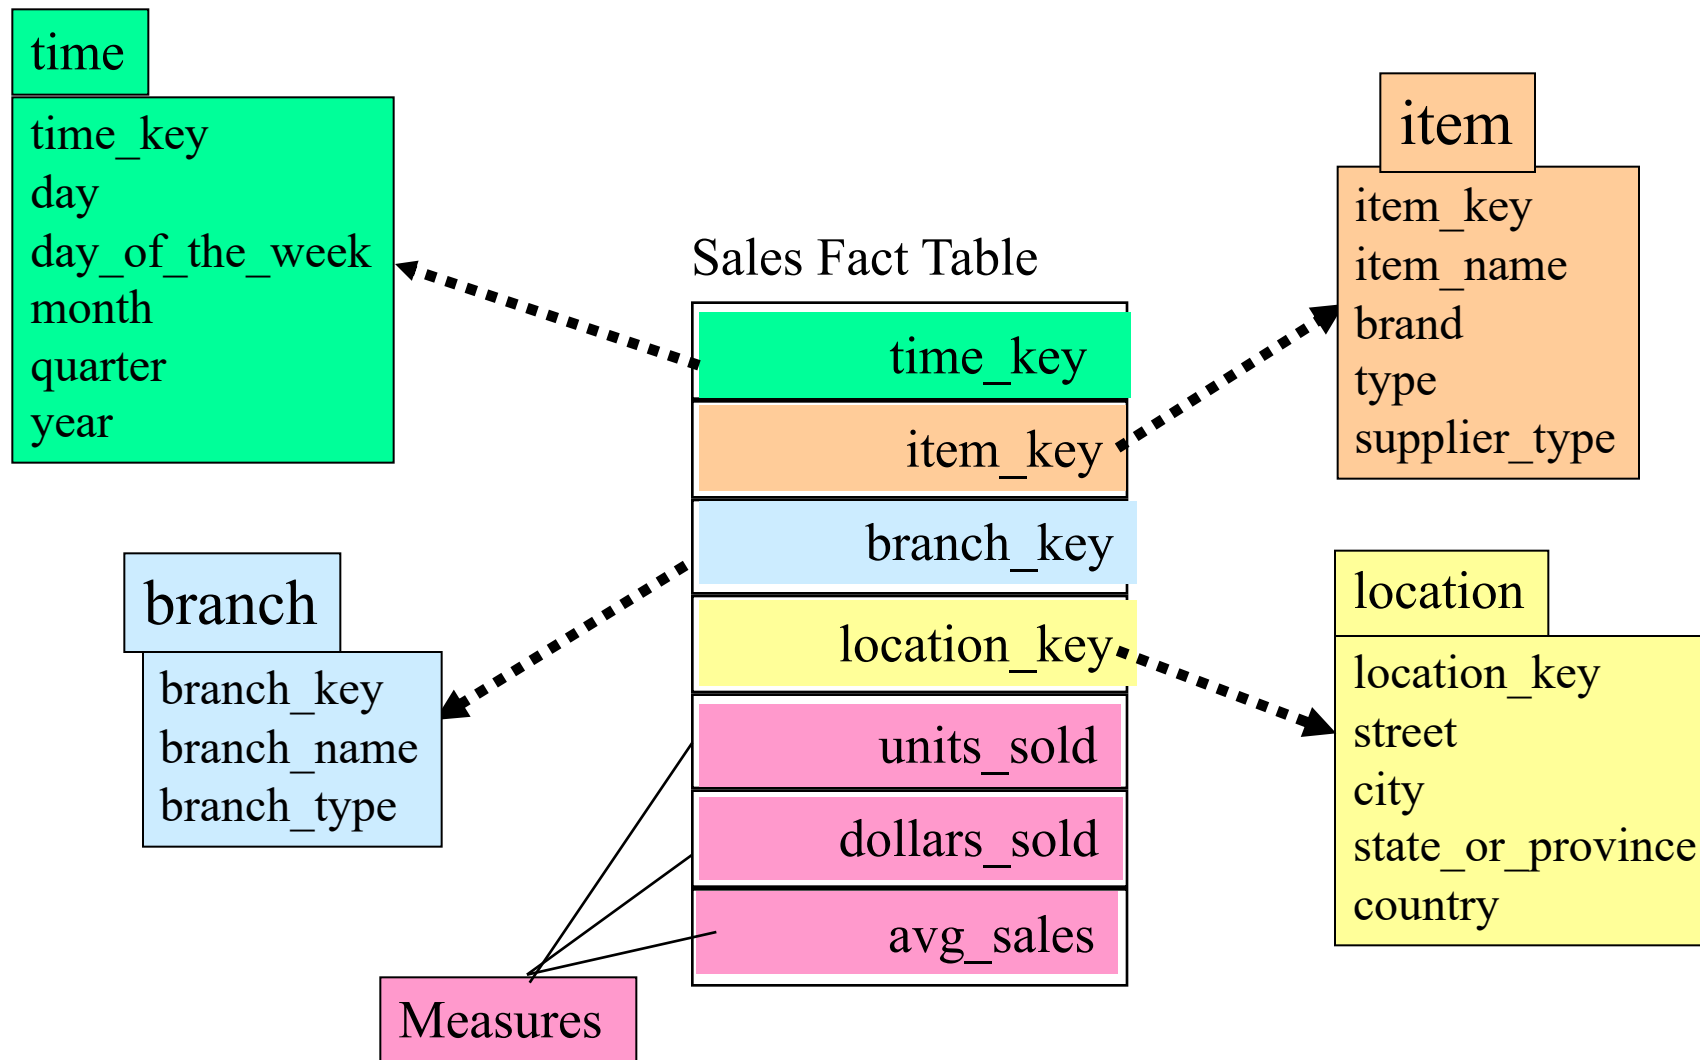 time
time_key
day
day_of_the_week
month
quarter
year
item
item_key
item_name
brand
type
supplier_type
Sales Fact Table
time_key
item_key
branch_key
location_key
units_sold
dollars_sold
avg_sales
branch
branch_key
branch_name
branch_type
location
location_key
street
city
state_or_province
country
Measures